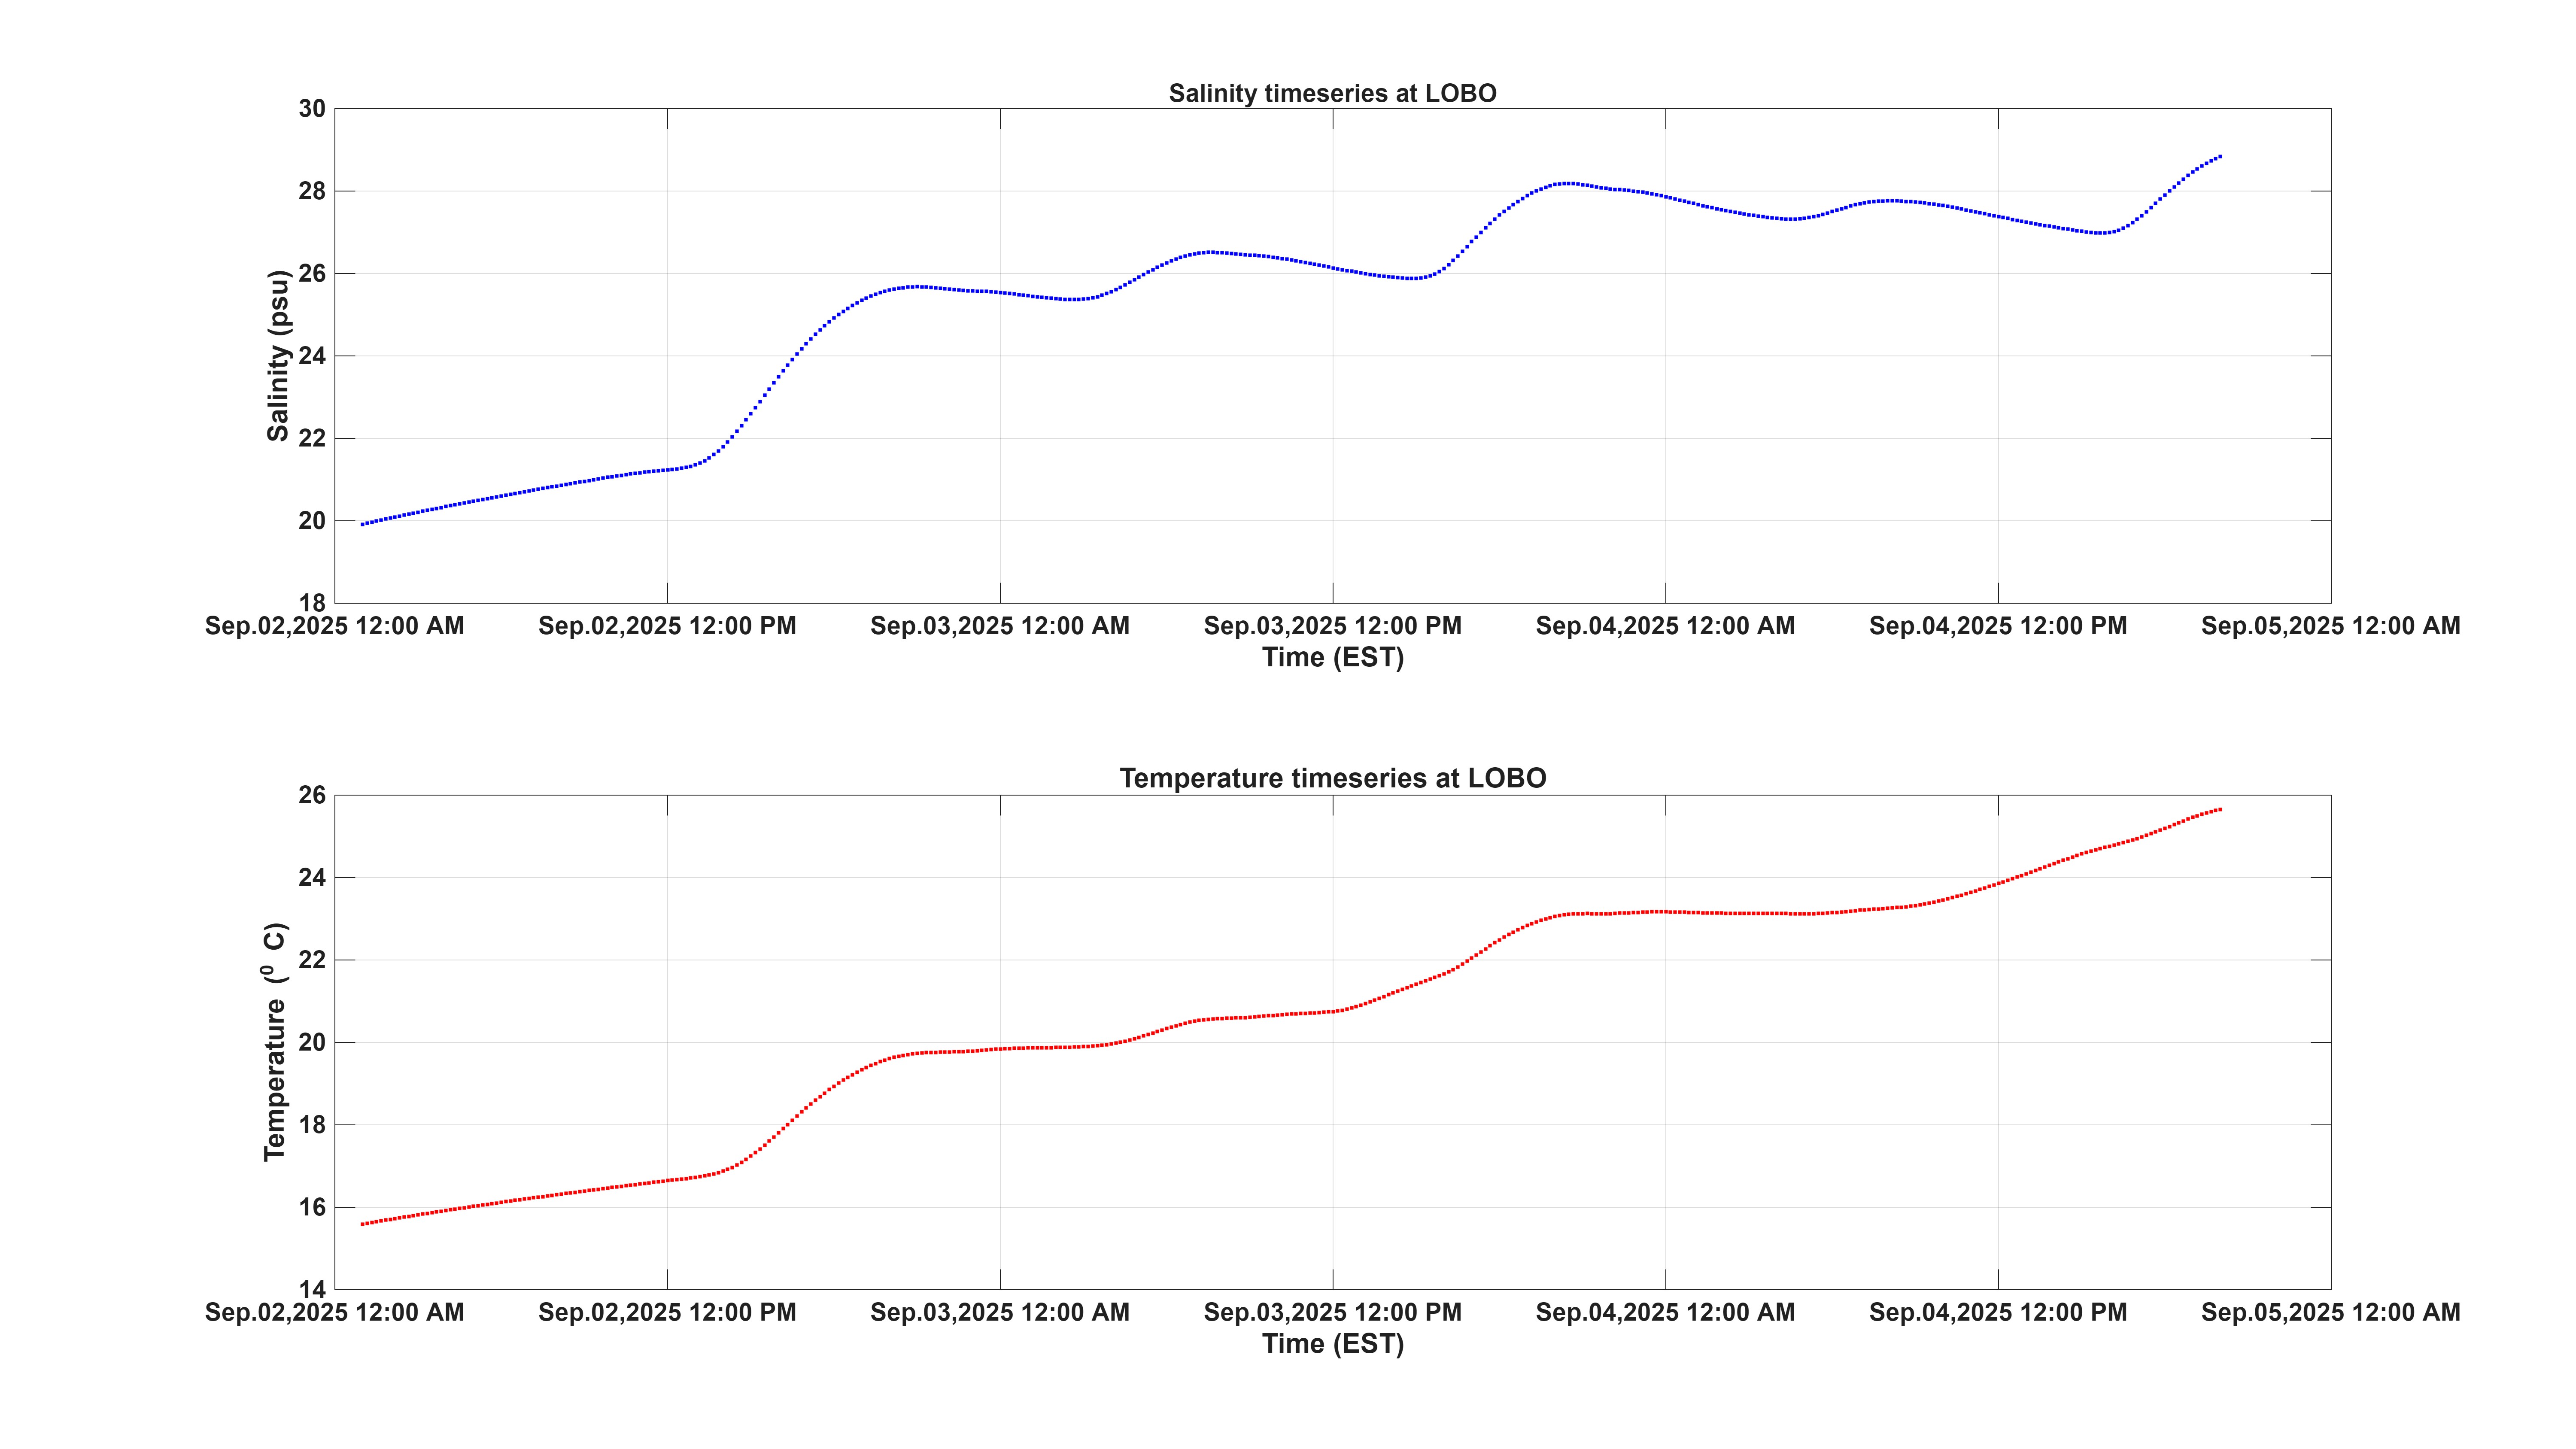 Salinity timeseries at LOBO
30
28
26
24
22
20
18
Salinity (psu)
Sep.02,2025 12:00 AM Sep.02,2025 12:00 PM Sep.03,2025 12:00 AM Sep.03,2025 12:00 PM Sep.04,2025 12:00 AM Sep.04,2025 12:00 PM Sep.05,2025 12:00 AM
Time (EST)
Temperature timeseries at LOBO
26
24
22
20
18
16
14
Temperature (⁰ C)
Sep.02,2025 12:00 AM Sep.02,2025 12:00 PM Sep.03,2025 12:00 AM Sep.03,2025 12:00 PM Sep.04,2025 12:00 AM Sep.04,2025 12:00 PM Sep.05,2025 12:00 AM
Time (EST)